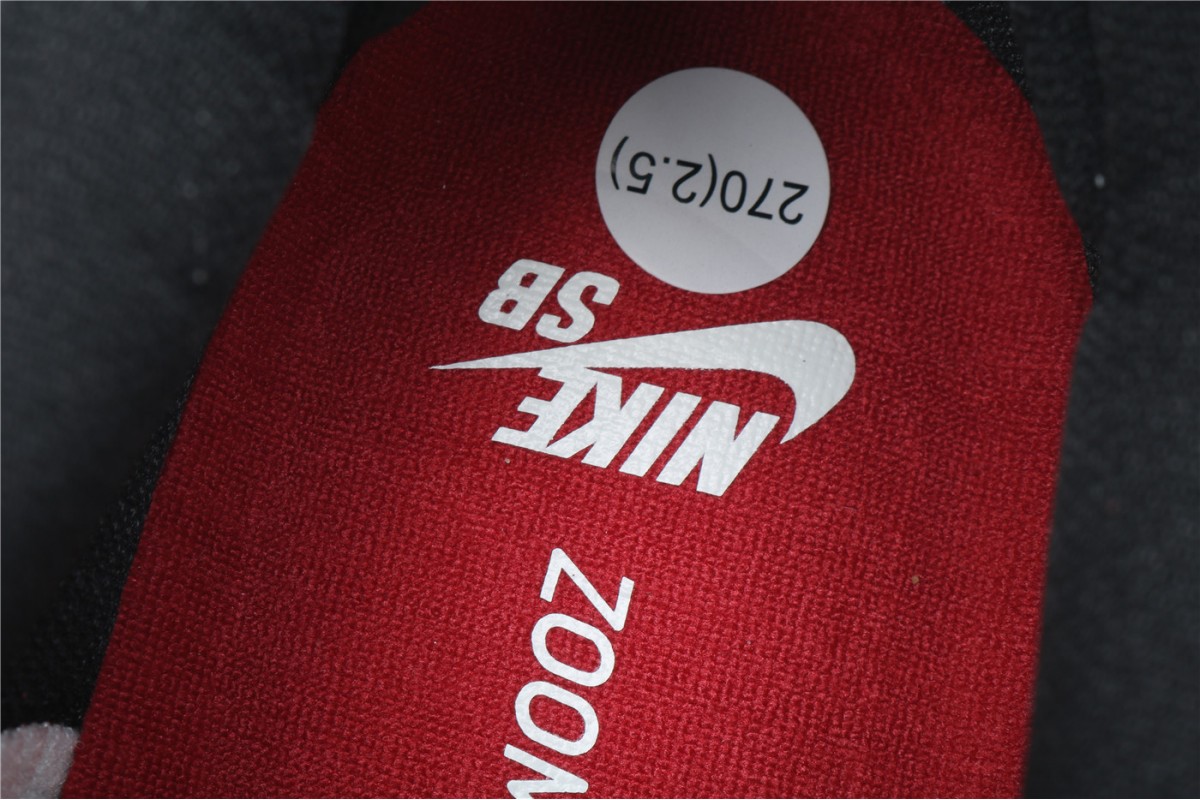 ZOOM
NIKE
SB
270(2.5)